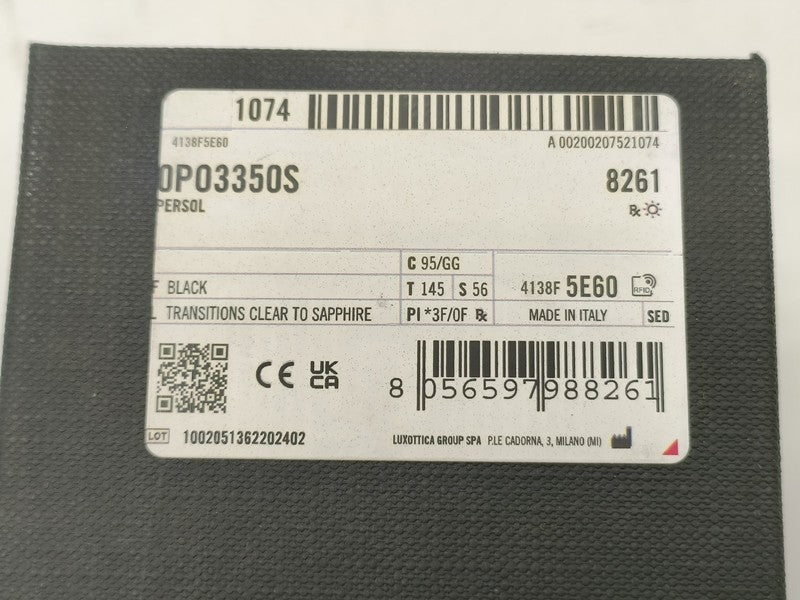 1074
4138F5E60
A 00200207521074
0PO3350S
8261
PERSOL
Rx
C 95/GG
F BLACK
T 145 S 56
4138F 5E60
RFID
L TRANSITIONS CLEAR TO SAPPHIRE
PI *3F/0F Rx
MADE IN ITALY
SED
CE UK CA
8 056597 988261
LOT 1002051362202402
LUXOTTICA GROUP SPA P.LE CADORNA, 3, MILANO (MI)